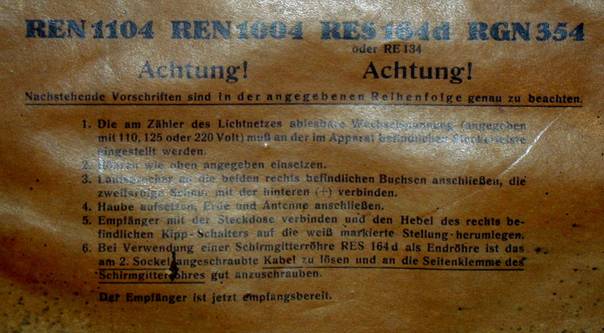 REN 1104 REN 1004 RES 164d RGN 354
oder RE 134
Achtung! Achtung!
Nachstehende Vorschriften sind in der angegebenen Reihenfolge genau zu beachten.
1. Die am Zähler des Lichtnetzes ablesbare Wechselspannung (angegeben
mit 110, 125 oder 220 Volt) muß an der im Apparat befindlichen Steckerleiste
eingestellt werden.
2. Röhren wie oben angegeben einsetzen.
3. Lautsprecher an die beiden rechts befindlichen Buchsen anschließen, die
zweifarbige Schnur mit der hinteren (+) verbinden.
4. Haube aufsetzen, Erde und Antenne anschließen.
5. Empfänger mit der Steckdose verbinden und den Hebel des rechts be-
findlichen Kipp-Schalters auf die weiß markierte Stellung herumlegen.
6. Bei Verwendung einer Schirmgitterröhre RES 164d als Endröhre ist das
am 2. Sockel angeschraubte Kabel zu lösen und an die Seitenklemme des
Schirmgitterrohres gut anzuschrauben.
Der Empfänger ist jetzt empfangsbereit.